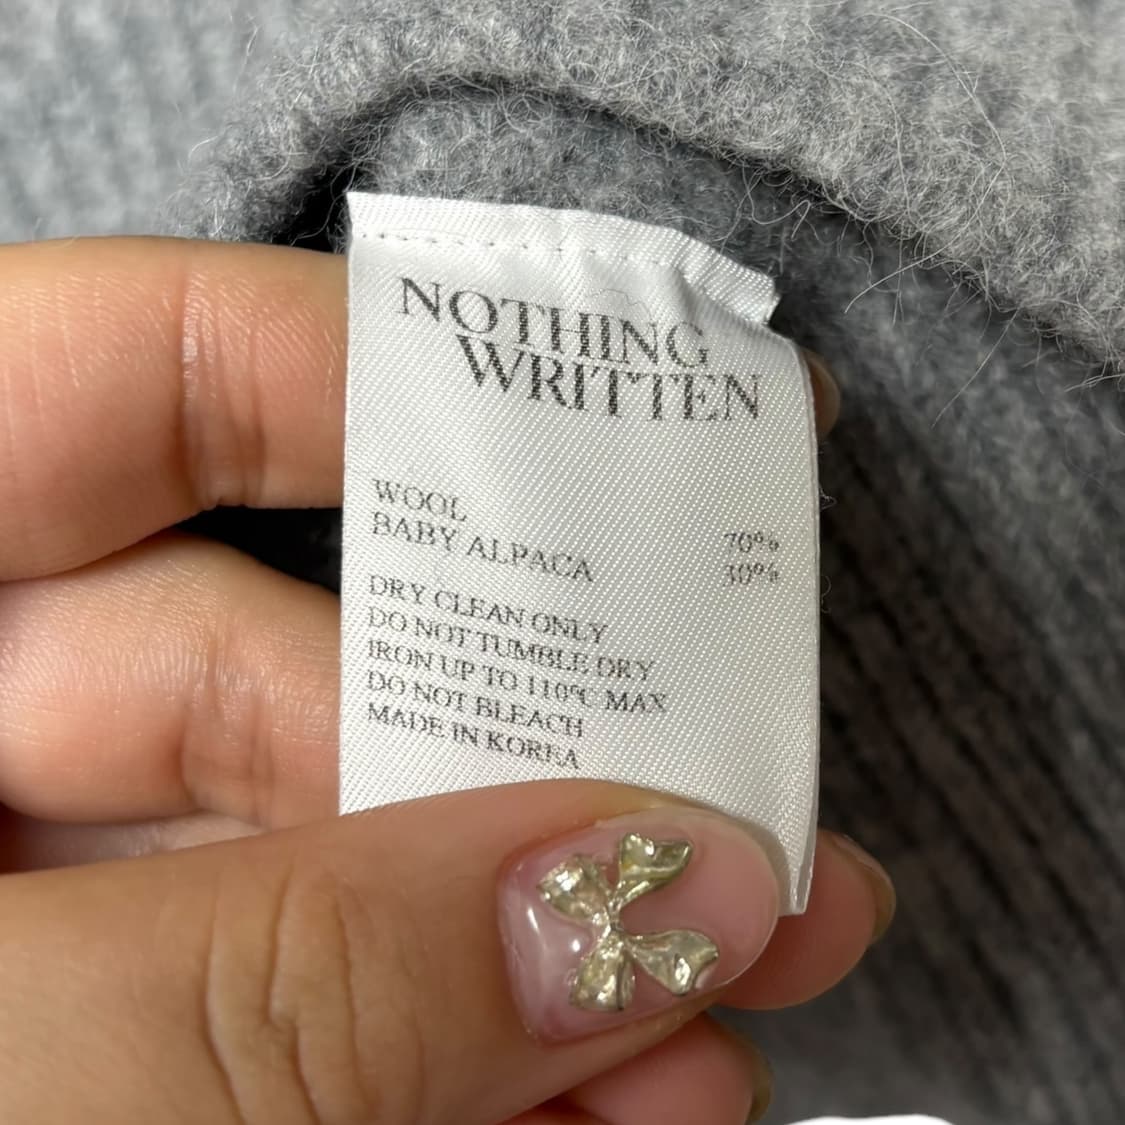 NOTHING
WRITTEN
WOOL 70%
BABY ALPACA 30%
DRY CLEAN ONLY
DO NOT TUMBLE DRY
IRON UP TO 110℃ MAX
DO NOT BLEACH
MADE IN KOREA